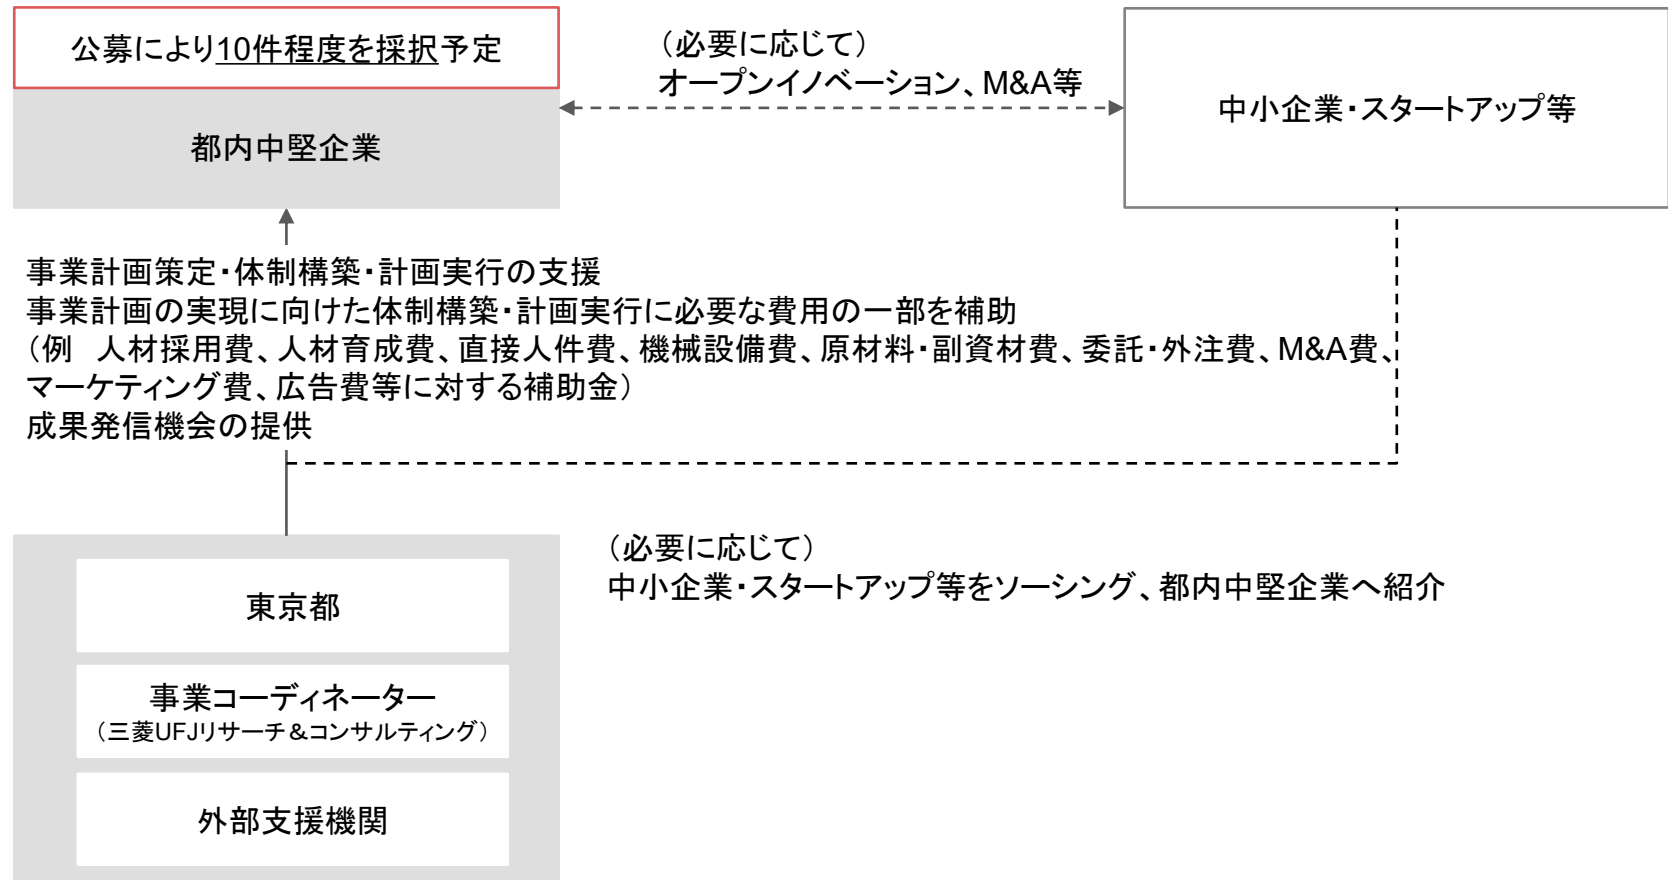 公募により10件程度を採択予定
都内中堅企業
（必要に応じて）
オープンイノベーション、M&A等
中小企業・スタートアップ等
事業計画策定・体制構築・計画実行の支援
事業計画の実現に向けた体制構築・計画実行に必要な費用の一部を補助
（例　人材採用費、人材育成費、直接人件費、機械設備費、原材料・副資材費、委託・外注費、M&A費、
マーケティング費、広告費等に対する補助金）
成果発信機会の提供
（必要に応じて）
中小企業・スタートアップ等をソーシング、都内中堅企業へ紹介
東京都
事業コーディネーター
（三菱UFJリサーチ＆コンサルティング）
外部支援機関